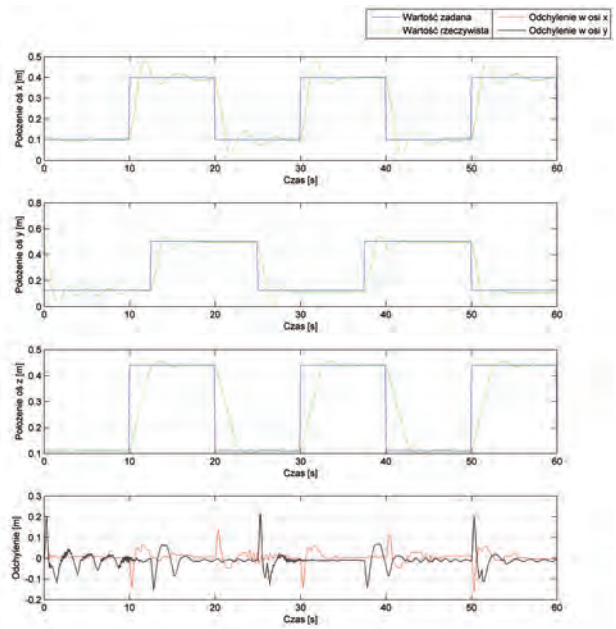 Wartość zadana
Wartość rzeczywista
Odchylenie w osi x
Odchylenie w osi y
Położenie oś x [m]
0.5
0.4
0.3
0.2
0.1
0
0 10 20 30 40 50 60
Czas [s]
Położenie oś y [m]
0.8
0.6
0.4
0.2
0
0 10 20 30 40 50 60
Czas [s]
Położenie oś z [m]
0.5
0.4
0.3
0.2
0.1
0 10 20 30 40 50 60
Czas [s]
Odchylenie [m]
0.3
0.2
0.1
0
-0.1
-0.2
0 10 20 30 40 50 60
Czas [s]